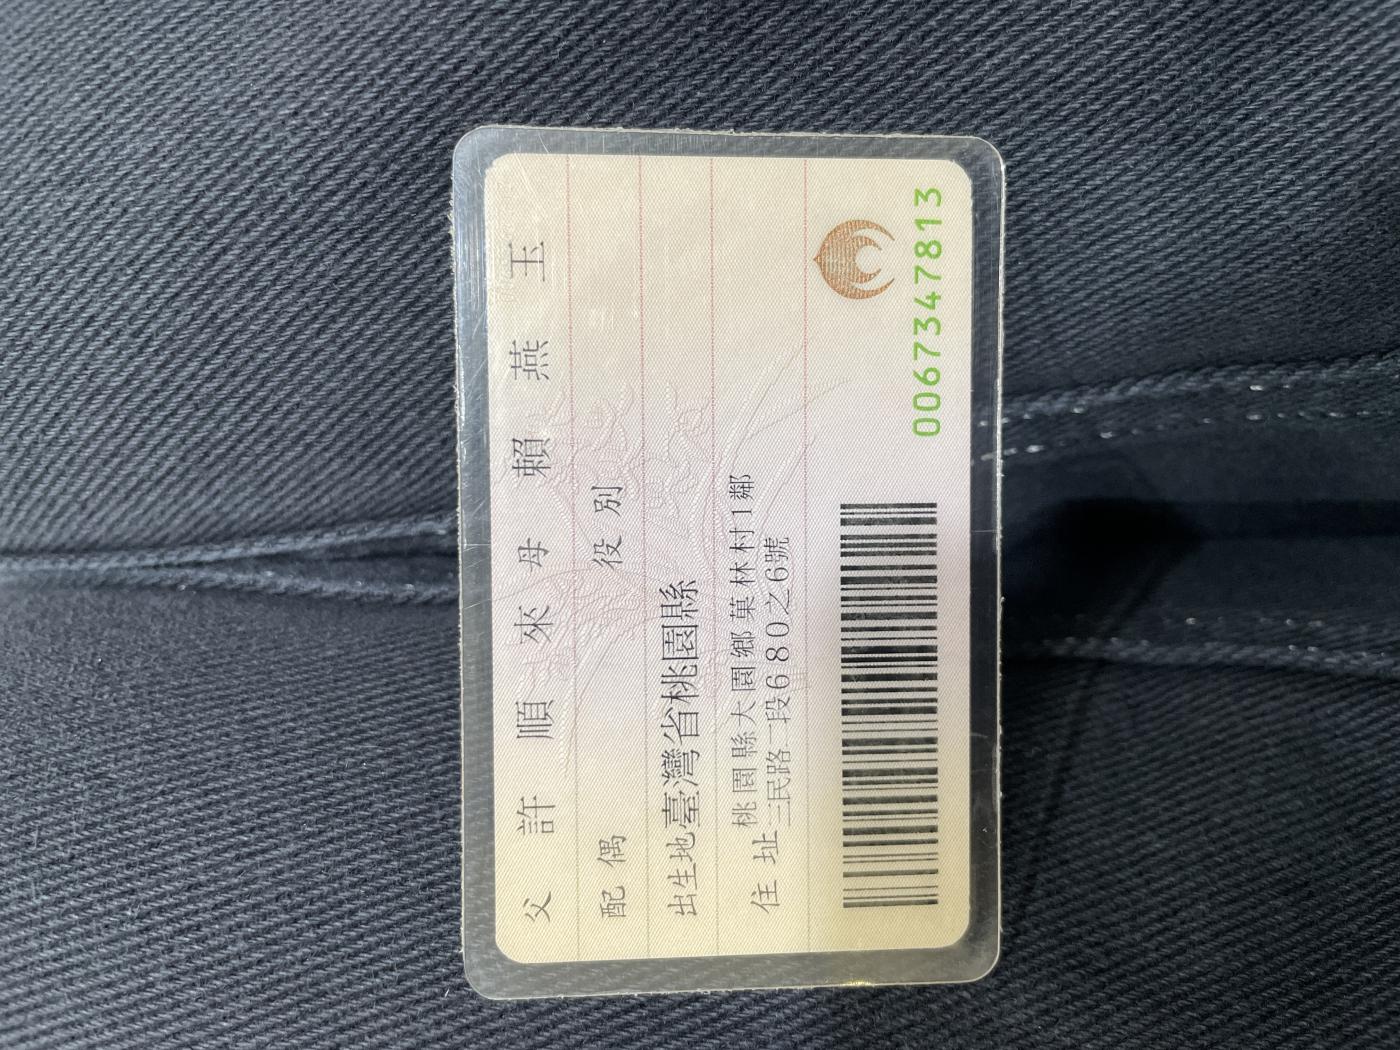 父 許順來 母 賴燕玉
配偶 役別
出生地 臺灣省桃園縣
住址 桃園縣大園鄉菓林村1鄰
三民路二段680之6號
0067347813